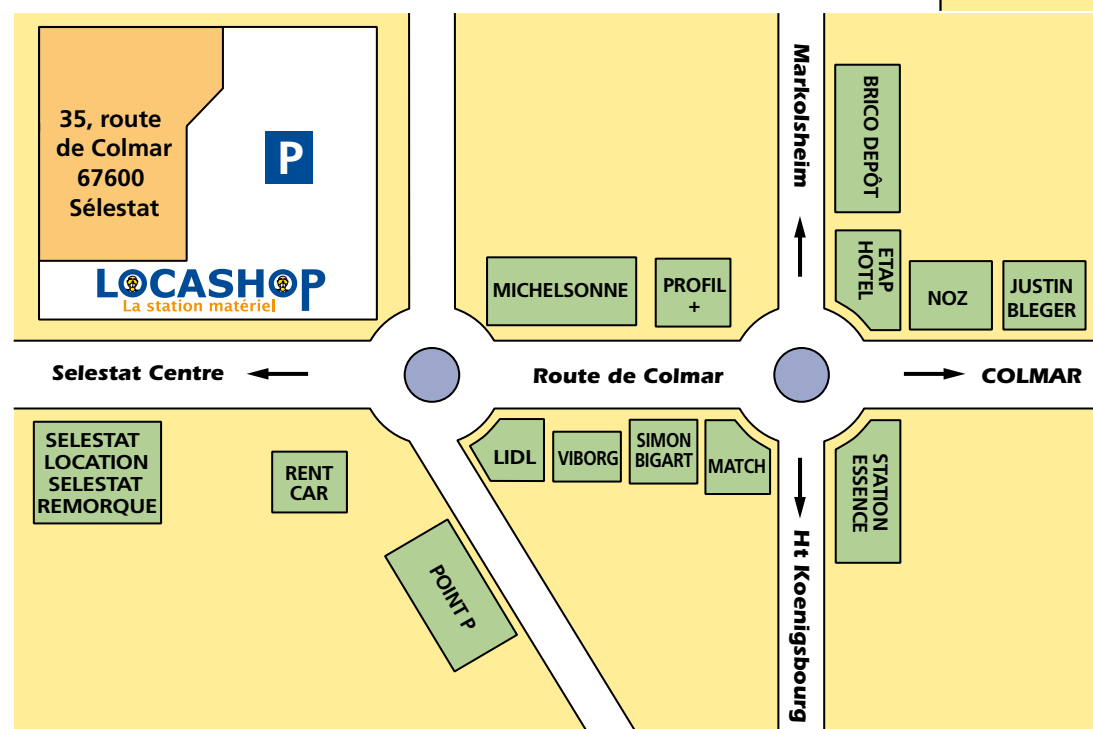 35, route
de Colmar
67600
Sélestat
P
LOCASHOP
La station matériel
Markolsheim
BRICO DEPÔT
ETAP
HOTEL
NOZ
JUSTIN
BLEGER
MICHELSONNE
PROFIL
+
Selestat Centre
Route de Colmar
COLMAR
SELESTAT
LOCATION
SELESTAT
REMORQUE
RENT
CAR
LIDL
VIBORG
SIMON
BIGART
MATCH
STATION
ESSENCE
POINT P
Ht Koenigsbourg